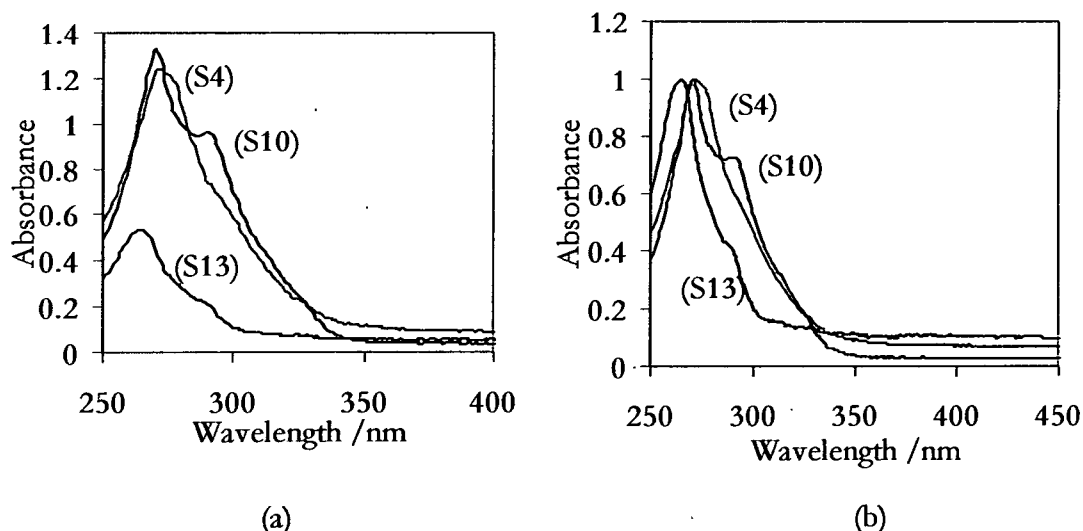 1.4
1.2
1
0.8
0.6
0.4
0.2
0
Absorbance
(S4)
(S10)
(S13)
250 300 350 400
Wavelength /nm
(a)
1.2
1
0.8
0.6
0.4
0.2
0
Absorbance
(S4)
(S10)
(S13)
250 300 350 400 450
Wavelength /nm
(b)